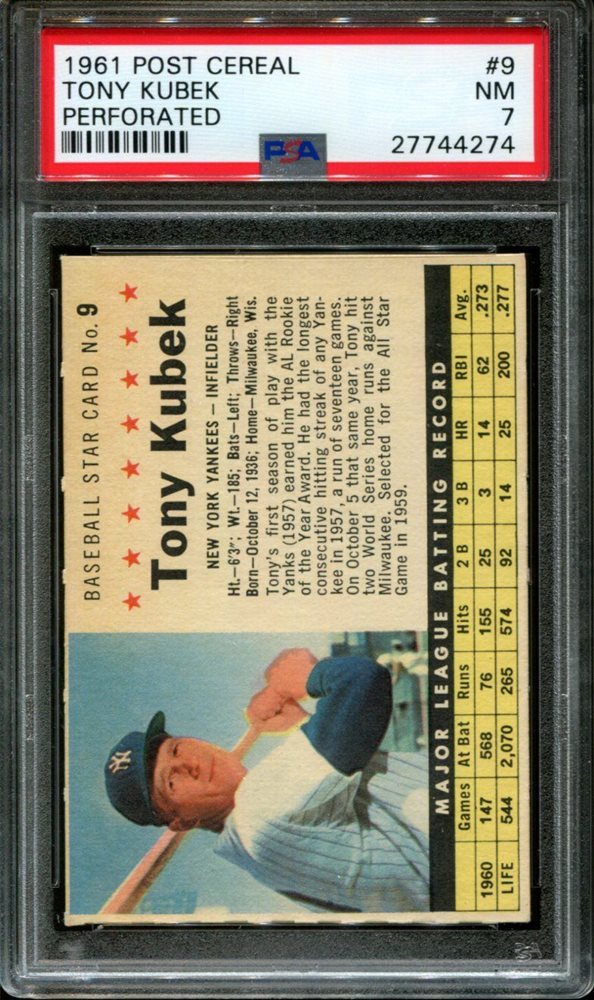 1961 POST CEREAL #9
TONY KUBEK NM
PERFORATED 7
PSA 27744274
BASEBALL STAR CARD No. 9
Tony Kubek
NEW YORK YANKEES – INFIELDER
Ht.–6'3"; Wt.–185; Bats–Left; Throws–Right
Born–October 12, 1936; Home–Milwaukee, Wis.
Tony's first season of play with the
Yanks (1957) earned him the AL Rookie
of the Year Award. He had the longest
consecutive hitting streak of any Yan-
kee in 1957, a run of seventeen games.
On October 5 that same year, Tony hit
two World Series home runs against
Milwaukee. Selected for the All Star
Game in 1959.
NY
MAJOR LEAGUE BATTING RECORD
Games At Bat Runs Hits 2 B 3 B HR RBI Avg.
1960 147 568 76 155 25 3 14 62 .273
LIFE 544 2,070 265 574 92 14 25 200 .277